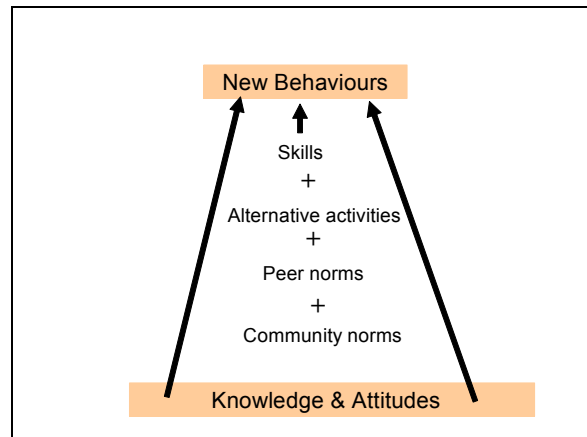 New Behaviours
Skills
+
Alternative activities
+
Peer norms
+
Community norms
Knowledge & Attitudes